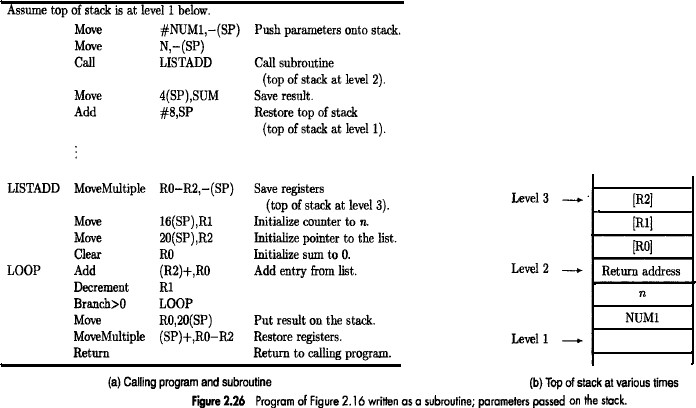 Assume top of stack is at level 1 below.
Move #NUM1,−(SP) Push parameters onto stack.
Move N,−(SP)
Call LISTADD Call subroutine
(top of stack at level 2).
Move 4(SP),SUM Save result.
Add #8,SP Restore top of stack
(top of stack at level 1).
⋮
LISTADD MoveMultiple R0−R2,−(SP) Save registers
(top of stack at level 3).
Move 16(SP),R1 Initialize counter to n.
Move 20(SP),R2 Initialize pointer to the list.
Clear R0 Initialize sum to 0.
LOOP Add (R2)+,R0 Add entry from list.
Decrement R1
Branch>0 LOOP
Move R0,20(SP) Put result on the stack.
MoveMultiple (SP)+,R0−R2 Restore registers.
Return Return to calling program.
(a) Calling program and subroutine
Level 3 → [R2]
[R1]
[R0]
Level 2 → Return address
n
NUM1
Level 1 →
(b) Top of stack at various times
Figure 2.26 Program of Figure 2.16 written as a subroutine; parameters passed on the stack.